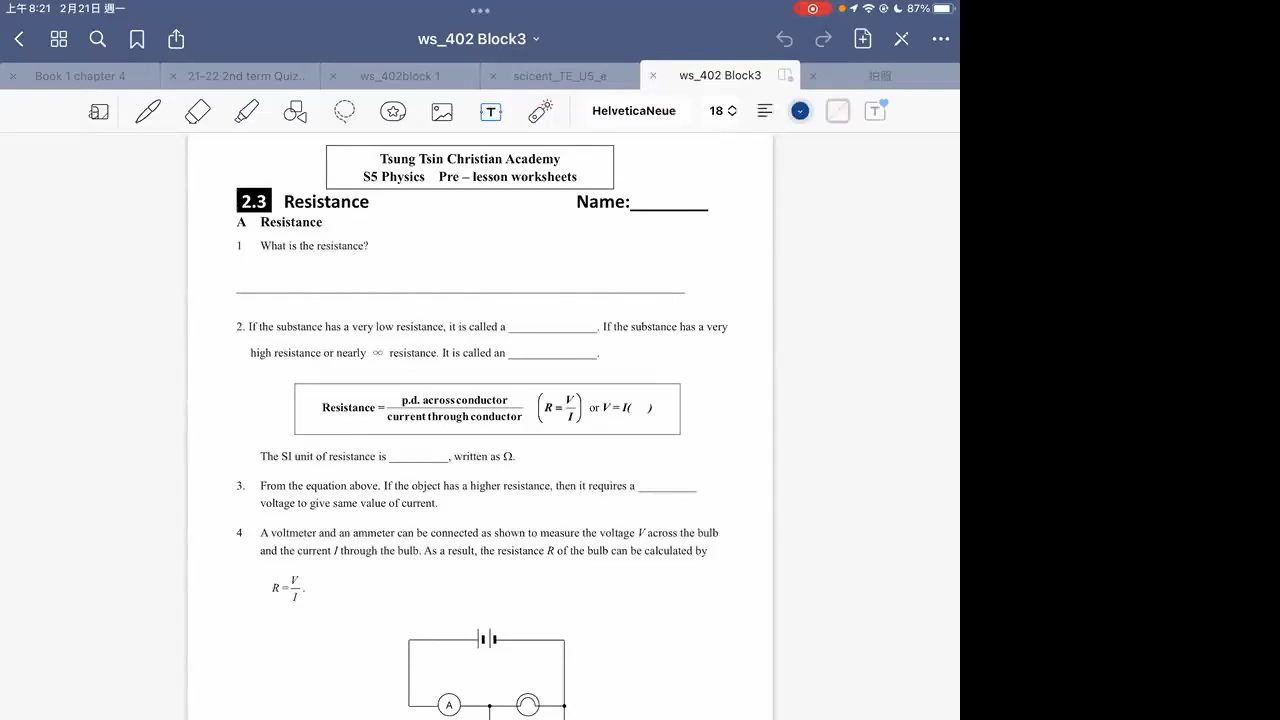 上午8:21 2月21日 週一
87%
ws_402 Block3
Book 1 chapter 4
21-22 2nd term Quiz..
ws_402block 1
scicent_TE_U5_e
ws_402 Block3
拍照
HelveticaNeue
18
Tsung Tsin Christian Academy
S5 Physics Pre – lesson worksheets
2.3 Resistance Name:________
A Resistance
1 What is the resistance?
2. If the substance has a very low resistance, it is called a _______________. If the substance has a very
high resistance or nearly ∞ resistance. It is called an _______________.
Resistance = p.d. across conductor / current through conductor (R = V/I) or V = I( )
The SI unit of resistance is __________, written as Ω.
3. From the equation above. If the object has a higher resistance, then it requires a __________
voltage to give same value of current.
4 A voltmeter and an ammeter can be connected as shown to measure the voltage V across the bulb
and the current I through the bulb. As a result, the resistance R of the bulb can be calculated by
R = V/I .
A